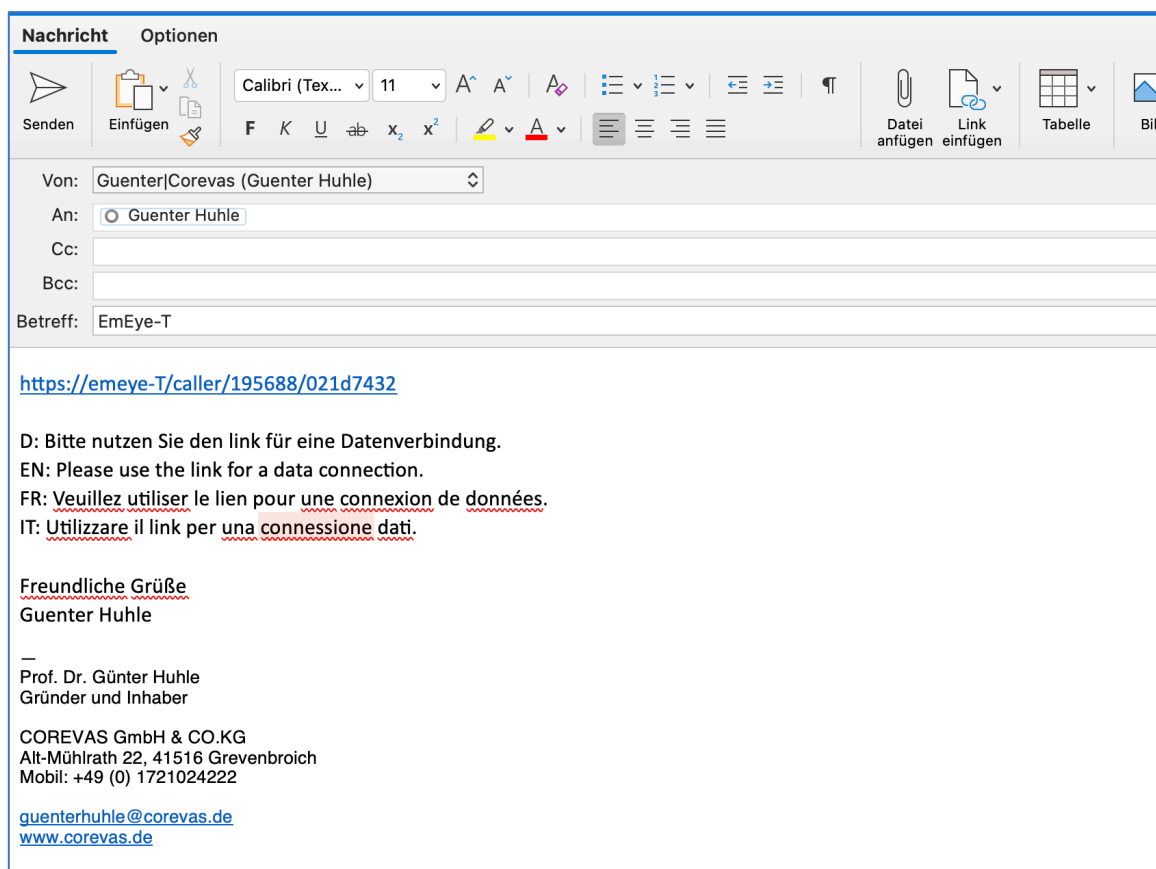 Nachricht Optionen
Calibri (Tex... 11 A^ A˅ A ¶
Senden Einfügen F K U ab x₂ x² A Datei anfügen Link einfügen Tabelle Bil
Von: Guenter|Corevas (Guenter Huhle)
An: Guenter Huhle
Cc:
Bcc:
Betreff: EmEye-T
https://emeye-T/caller/195688/021d7432
D: Bitte nutzen Sie den link für eine Datenverbindung.
EN: Please use the link for a data connection.
FR: Veuillez utiliser le lien pour une connexion de données.
IT: Utilizzare il link per una connessione dati.
Freundliche Grüße
Guenter Huhle
—
Prof. Dr. Günter Huhle
Gründer und Inhaber
COREVAS GmbH & CO.KG
Alt-Mühlrath 22, 41516 Grevenbroich
Mobil: +49 (0) 1721024222
guenterhuhle@corevas.de
www.corevas.de